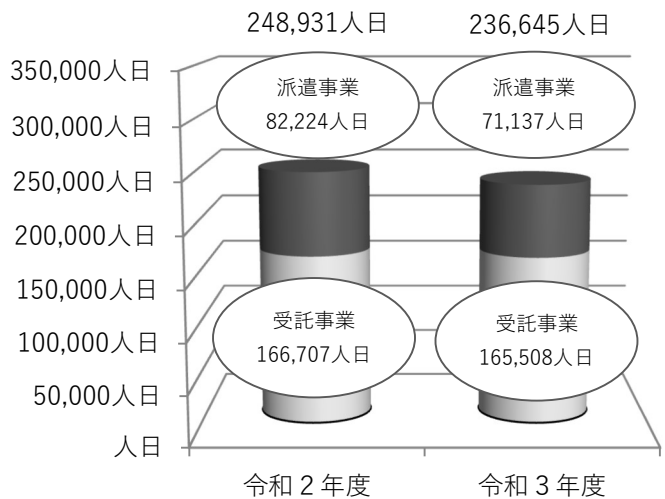 248,931人日
236,645人日
350,000人日
300,000人日
250,000人日
200,000人日
150,000人日
100,000人日
50,000人日
人日
派遣事業
82,224人日
派遣事業
71,137人日
受託事業
166,707人日
受託事業
165,508人日
令和２年度
令和３年度